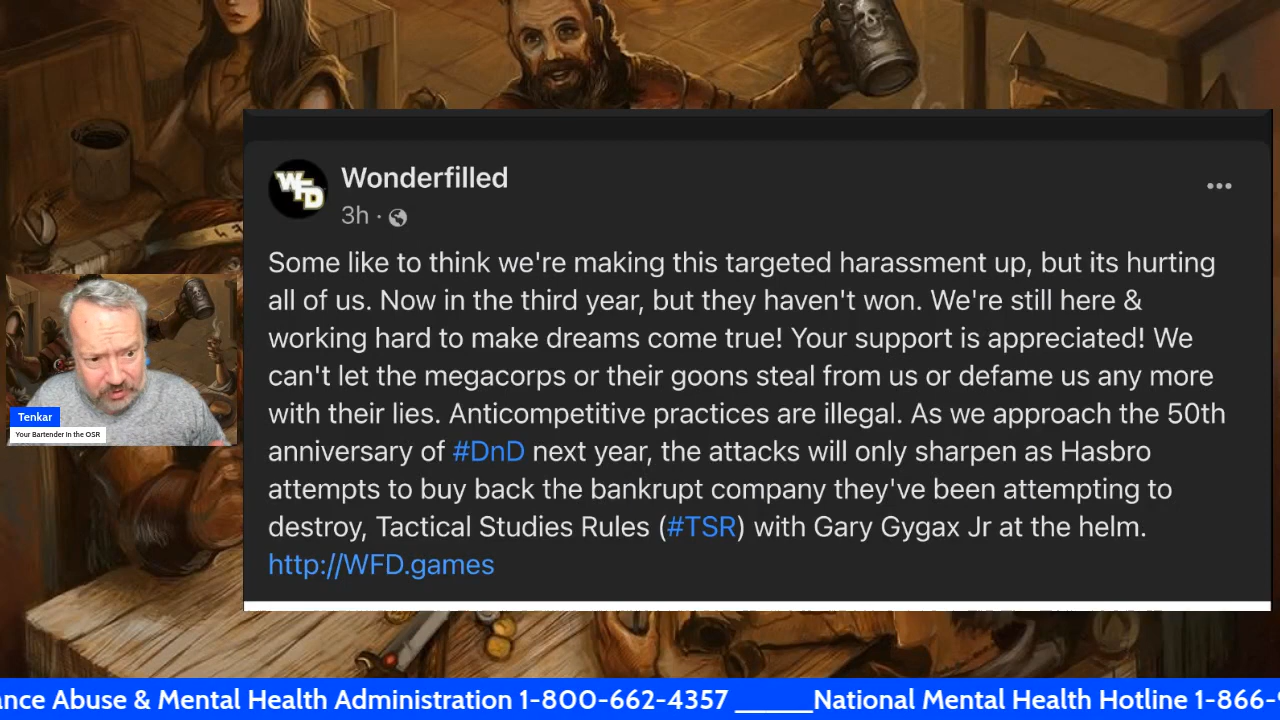 WFD
Wonderfilled
3h ·
Some like to think we're making this targeted harassment up, but its hurting
all of us. Now in the third year, but they haven't won. We're still here &
working hard to make dreams come true! Your support is appreciated! We
can't let the megacorps or their goons steal from us or defame us any more
with their lies. Anticompetitive practices are illegal. As we approach the 50th
anniversary of #DnD next year, the attacks will only sharpen as Hasbro
attempts to buy back the bankrupt company they've been attempting to
destroy, Tactical Studies Rules (#TSR) with Gary Gygax Jr at the helm.
http://WFD.games
Tenkar
Your Bartender in the OSR
nce Abuse & Mental Health Administration 1-800-662-4357 ______National Mental Health Hotline 1-866-